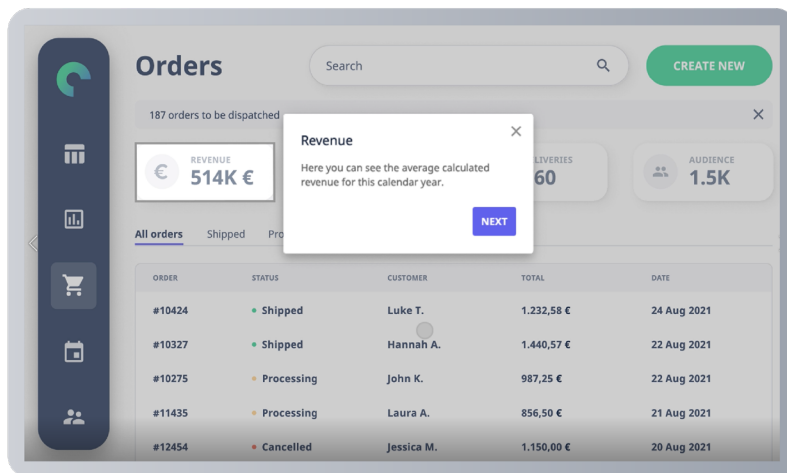 Orders
Search
CREATE NEW
187 orders to be dispatched
REVENUE
514K €
Revenue
Here you can see the average calculated
revenue for this calendar year.
NEXT
60
AUDIENCE
1.5K
All orders Shipped
ORDER STATUS CUSTOMER TOTAL DATE
#10424 Shipped Luke T. 1.232,58 € 24 Aug 2021
#10327 Shipped Hannah A. 1.440,57 € 22 Aug 2021
#10275 Processing John K. 987,25 € 22 Aug 2021
#11435 Processing Laura A. 856,50 € 21 Aug 2021
#12454 Cancelled Jessica M. 1.150,00 € 20 Aug 2021